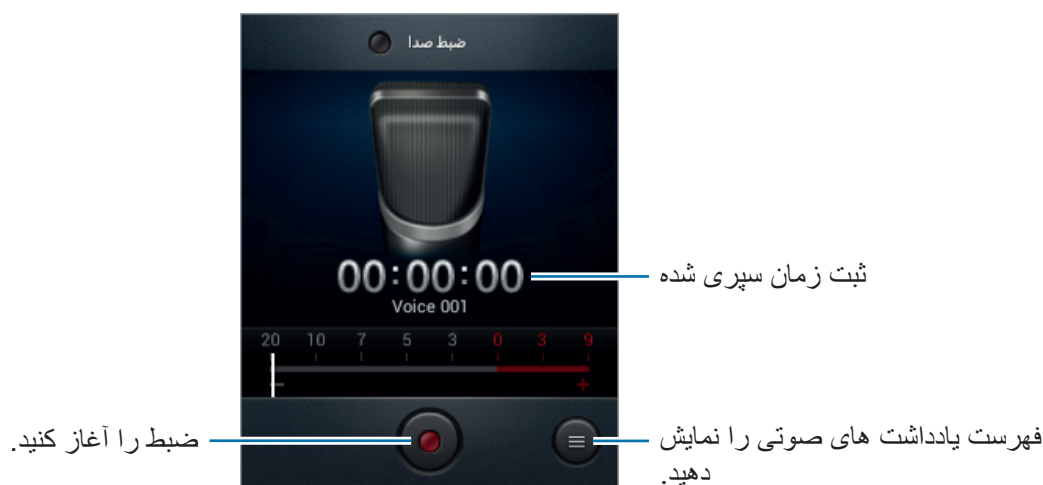 ضبط صدا
00:00:00
ثبت زمان سپری شده
Voice 001
20 10 7 5 3 0 3 9
− +
ضبط را آغاز کنید.
فهرست یادداشت های صوتی را نمایش
دهید.